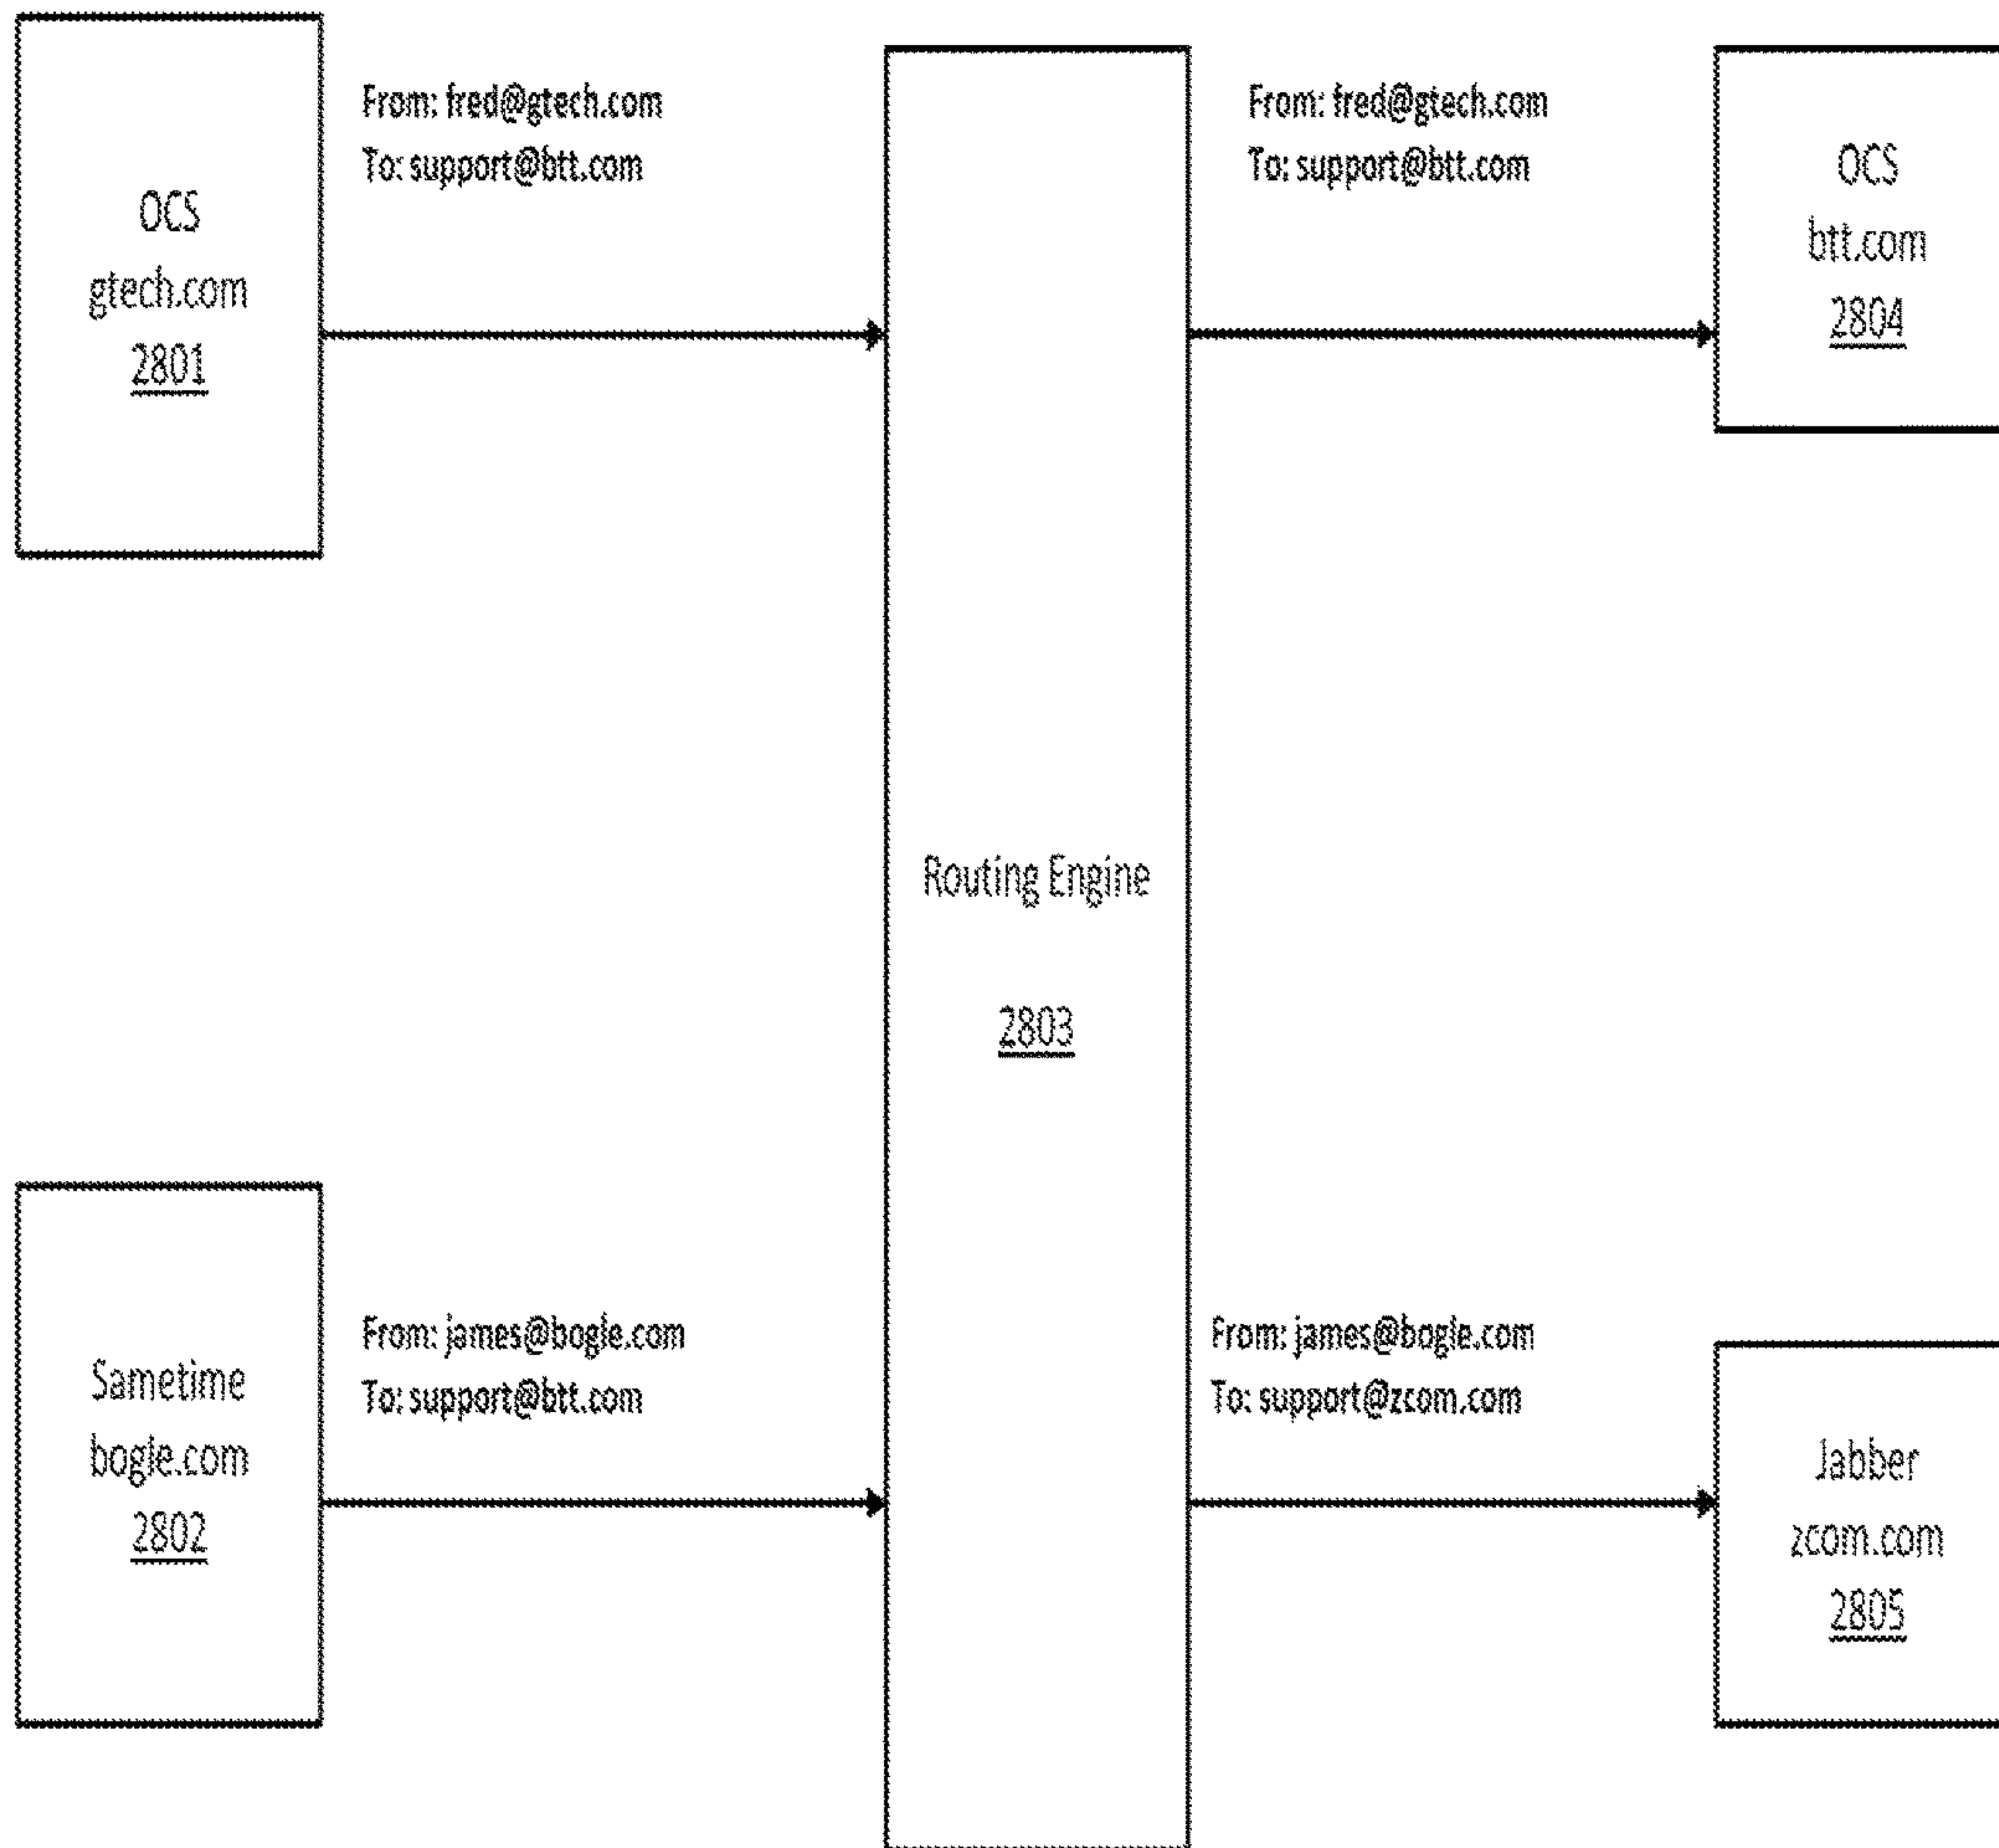 OCS
gtech.com
2801
From: fred@gtech.com
To: support@btt.com
From: fred@gtech.com
To: support@btt.com
OCS
btt.com
2804
Routing Engine
2803
Sametime
bogle.com
2802
From: james@bogle.com
To: support@btt.com
From: james@bogle.com
To: support@zcom.com
Jabber
zcom.com
2805